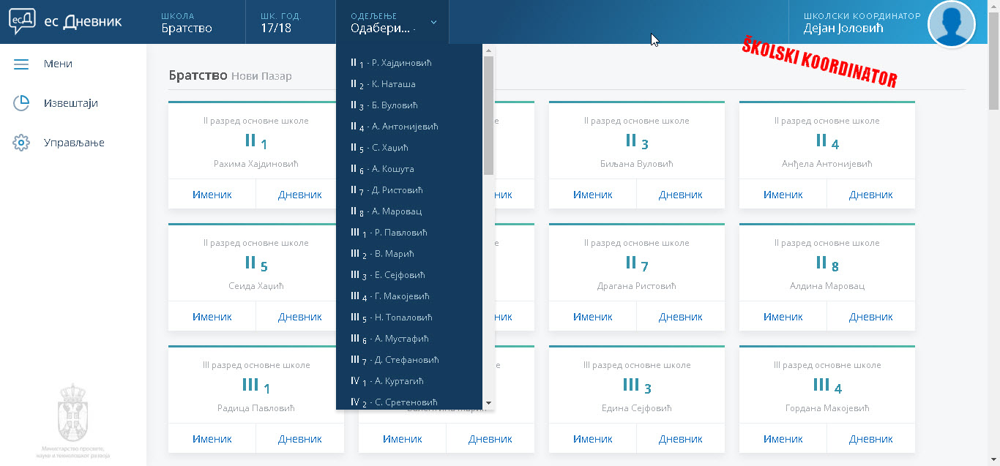 есД
ес Дневник
ШКОЛА
Братство
ШК. ГОД.
17/18
ОДЕЉЕЊЕ
Одабери... .
ШКОЛСКИ КООРДИНАТОР
Дејан Јоловић
ŠKOLSKI KOORDINATOR
Мени
Извештаји
Управљање
Братство Нови Пазар
II 1 - Р. Хајдиновић
II 2 - К. Наташа
II 3 - Б. Вуловић
II 4 - А. Антонијевић
II 5 - С. Хаџић
II 6 - А. Кошута
II 7 - Д. Ристовић
II 8 - А. Маровац
III 1 - Р. Павловић
III 2 - В. Марић
III 3 - Е. Сејфовић
III 4 - Г. Макојевић
III 5 - Н. Топаловић
III 6 - А. Мустафић
III 7 - Д. Стефановић
IV 1 - А. Куртагић
IV 2 - С. Сретеновић
II разред основне школе
II 1
Рахима Хајдиновић
Именик Дневник
е
ник
II разред основне школе
II 3
Биљана Вуловић
Именик Дневник
II разред основне школе
II 4
Анђела Антонијевић
Именик Дневник
II разред основне школе
II 5
Сеида Хаџић
Именик Дневник
е
ник
II разред основне школе
II 7
Драгана Ристовић
Именик Дневник
II разред основне школе
II 8
Алдина Маровац
Именик Дневник
III разред основне школе
III 1
Радица Павловић
Именик Дневник
е
Валентина Марић
Именик Дневник
III разред основне школе
III 3
Едина Сејфовић
Именик Дневник
III разред основне школе
III 4
Гордана Макојевић
Именик Дневник
Министарство просвете,
науке и технолошког развоја